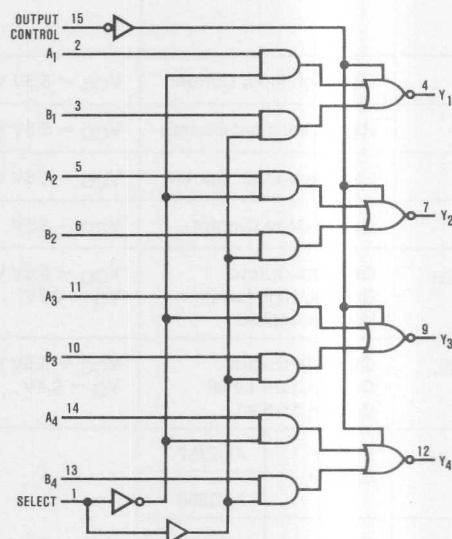 OUTPUT
CONTROL 15
A1 2
B1 3
4 Y1
A2 5
B2 6
7 Y2
A3 11
B3 10
9 Y3
A4 14
B4 13
12 Y4
SELECT 1